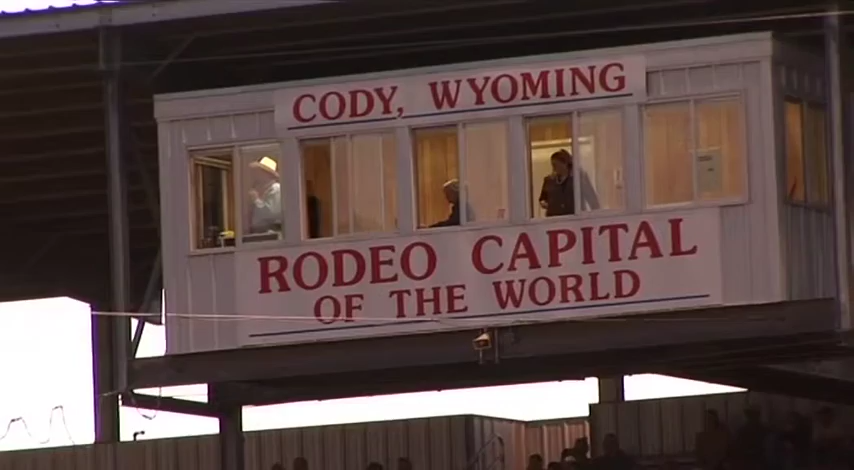 CODY, WYOMING
RODEO CAPITAL
OF THE WORLD